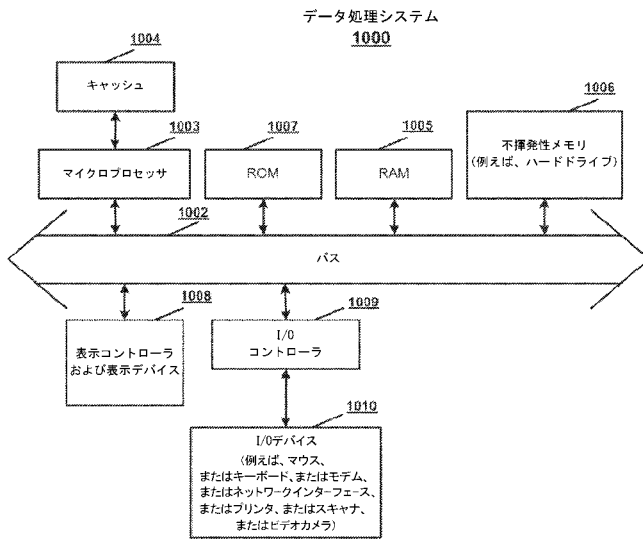 データ処理システム
1000
1004
キャッシュ
1003
マイクロプロセッサ
1007
ROM
1005
RAM
1006
不揮発性メモリ
(例えば、ハードドライブ)
1002
バス
1008
表示コントローラ
および表示デバイス
1009
I/O
コントローラ
1010
I/Oデバイス
(例えば、マウス、
またはキーボード、またはモデム、
またはネットワークインターフェース、
またはプリンタ、またはスキャナ、
またはビデオカメラ)